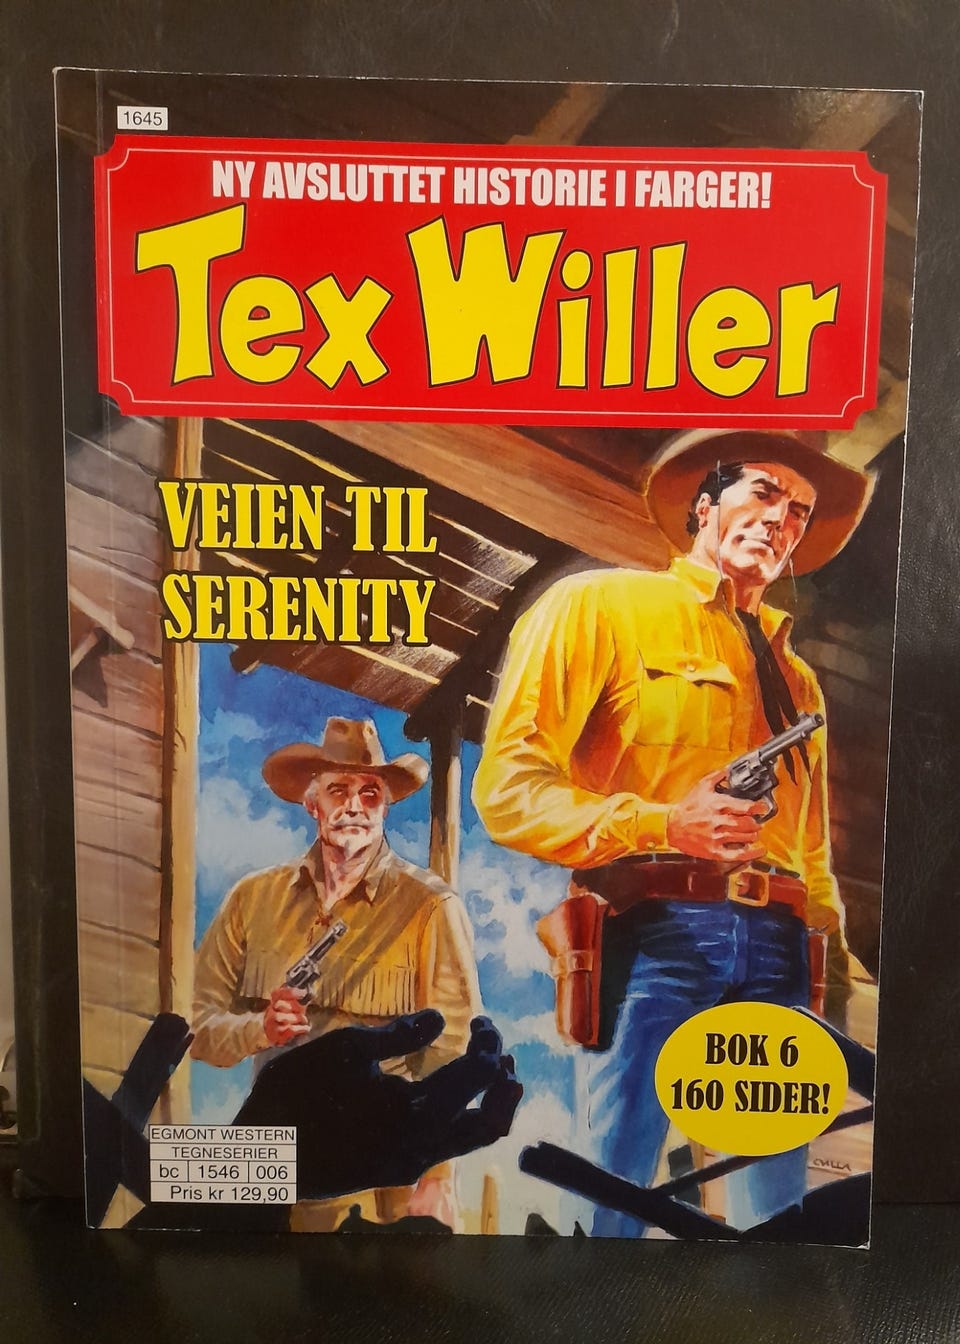 1645
NY AVSLUTTET HISTORIE I FARGER!
Tex Willer
VEIEN TIL
SERENITY
BOK 6
160 SIDER!
EGMONT WESTERN
TEGNESERIER
bc 1546 006
Pris kr 129,90